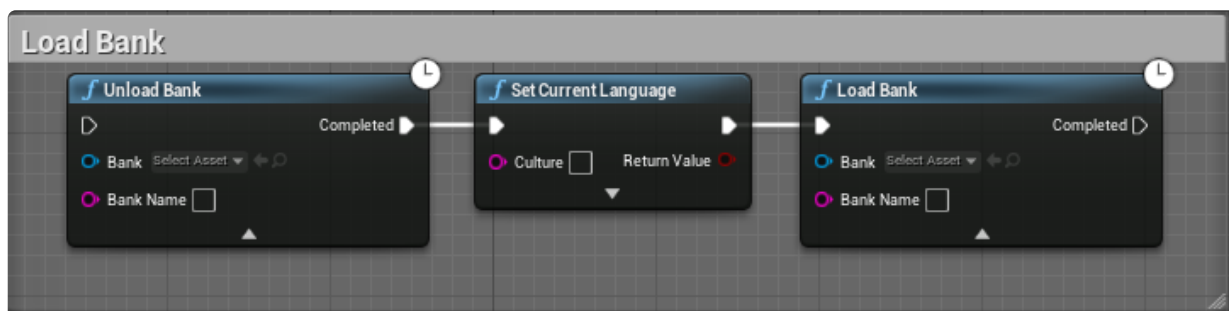 Load Bank
f Unload Bank
Completed
Bank Select Asset
Bank Name
f Set Current Language
Culture Return Value
f Load Bank
Completed
Bank Select Asset
Bank Name